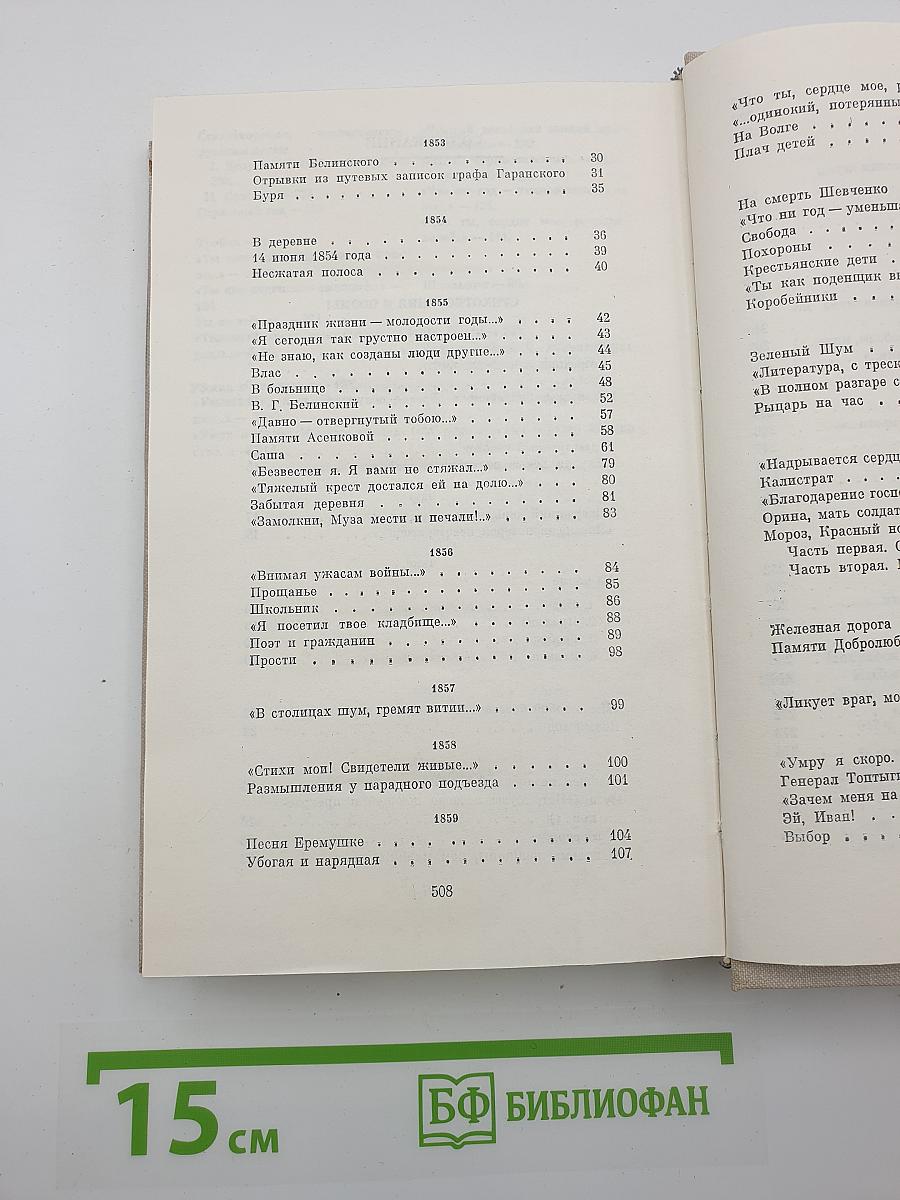 1853
Памяти Белинского . . . . . . . . . . . 30
Отрывки из путевых записок графа Гаранского 31
Буря . . . . . . . . . . . . . . . . . 35
1854
В деревне . . . . . . . . . . . . . . . 36
14 июня 1854 года . . . . . . . . . . . . 39
Несжатая полоса . . . . . . . . . . . . 40
1855
«Праздник жизни — молодости годы...» . . . . 42
«Я сегодня так грустно настроен...» . . . . . 43
«Не знаю, как созданы люди другие...» . . . . 44
Влас . . . . . . . . . . . . . . . . . 45
В больнице . . . . . . . . . . . . . . . 48
В. Г. Белинский . . . . . . . . . . . . . 52
«Давно — отвергнутый тобою...» . . . . . . . 57
Памяти Асенковой . . . . . . . . . . . . 58
Саша . . . . . . . . . . . . . . . . . 61
«Безвестен я. Я вами не стяжал...» . . . . . 79
«Тяжелый крест достался ей на долю...» . . . 80
Забытая деревня . . . . . . . . . . . . 81
«Замолкни, Муза мести и печали!..» . . . . . 83
1856
«Внимая ужасам войны...» . . . . . . . . . 84
Прощанье . . . . . . . . . . . . . . . 85
Школьник . . . . . . . . . . . . . . . 86
«Я посетил твое кладбище...» . . . . . . . 88
Поэт и гражданин . . . . . . . . . . . . 89
Прости . . . . . . . . . . . . . . . . 98
1857
«В столицах шум, гремят витии...» . . . . . . 99
1858
«Стихи мои! Свидетели живые...» . . . . . . 100
Размышления у парадного подъезда . . . . . 101
1859
Песня Еремушке . . . . . . . . . . . . . 104
Убогая и нарядная . . . . . . . . . . . . 107
508
«Что ты, сердце мое,
«...одинокий, потерянны
На Волге . . . . .
Плач детей . . . .
На смерть Шевченко
«Что ни год — уменьша
Свобода . . . . .
Похороны . . . .
Крестьянские дети .
«Ты как поденщик вы
Коробейники . . .
Зеленый Шум . .
«Литература, с треск
«В полном разгаре с
Рыцарь на час . .
«Надрывается сердц
Калистрат . . . .
«Благодарение госп
Орина, мать солдат
Мороз, Красный но
Часть первая.
Часть вторая.
Железная дорога
Памяти Добролюб
«Ликует враг, мо
«Умру я скоро.
Генерал Топтыги
«Зачем меня на
Эй, Иван! . .
Выбор . . . .
15 см
БФ БИБЛИОФАН